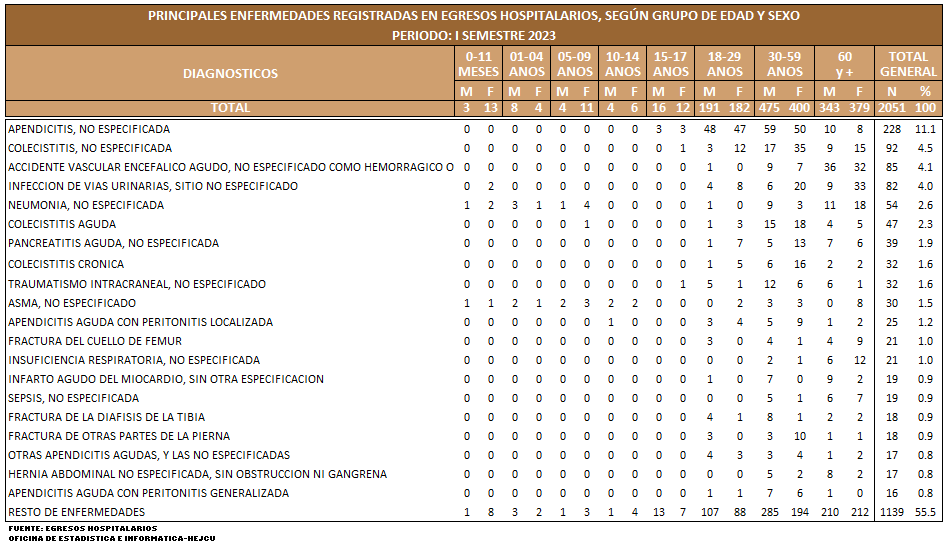 PRINCIPALES ENFERMEDADES REGISTRADAS EN EGRESOS HOSPITALARIOS, SEGÚN GRUPO DE EDAD Y SEXO
PERIODO: I SEMESTRE 2023
DIAGNOSTICOS 0-11 MESES 01-04 ANOS 05-09 ANOS 10-14 ANOS 15-17 ANOS 18-29 ANOS 30-59 ANOS 60 y + TOTAL GENERAL
M F M F M F M F M F M F M F M F N %
TOTAL 3 13 8 4 4 11 4 6 16 12 191 182 475 400 343 379 2051 100
APENDICITIS, NO ESPECIFICADA 0 0 0 0 0 0 0 0 3 3 48 47 59 50 10 8 228 11.1
COLECISTITIS, NO ESPECIFICADA 0 0 0 0 0 0 0 0 0 1 3 12 17 35 9 15 92 4.5
ACCIDENTE VASCULAR ENCEFALICO AGUDO, NO ESPECIFICADO COMO HEMORRAGICO O 0 0 0 0 0 0 0 0 0 0 1 0 9 7 36 32 85 4.1
INFECCION DE VIAS URINARIAS, SITIO NO ESPECIFICADO 0 2 0 0 0 0 0 0 0 0 4 8 6 20 9 33 82 4.0
NEUMONIA, NO ESPECIFICADA 1 2 3 1 1 4 0 0 0 0 1 0 9 3 11 18 54 2.6
COLECISTITIS AGUDA 0 0 0 0 0 1 0 0 0 0 1 3 15 18 4 5 47 2.3
PANCREATITIS AGUDA, NO ESPECIFICADA 0 0 0 0 0 0 0 0 0 0 1 7 5 13 7 6 39 1.9
COLECISTITIS CRONICA 0 0 0 0 0 0 0 0 0 0 1 5 6 16 2 2 32 1.6
TRAUMATISMO INTRACRANEAL, NO ESPECIFICADO 0 0 0 0 0 0 0 0 0 1 5 1 12 6 6 1 32 1.6
ASMA, NO ESPECIFICADO 1 1 2 1 2 3 2 2 0 0 0 2 3 3 0 8 30 1.5
APENDICITIS AGUDA CON PERITONITIS LOCALIZADA 0 0 0 0 0 0 1 0 0 0 3 4 5 9 1 2 25 1.2
FRACTURA DEL CUELLO DE FEMUR 0 0 0 0 0 0 0 0 0 0 3 0 4 1 4 9 21 1.0
INSUFICIENCIA RESPIRATORIA, NO ESPECIFICADA 0 0 0 0 0 0 0 0 0 0 0 0 2 1 6 12 21 1.0
INFARTO AGUDO DEL MIOCARDIO, SIN OTRA ESPECIFICACION 0 0 0 0 0 0 0 0 0 0 1 0 7 0 9 2 19 0.9
SEPSIS, NO ESPECIFICADA 0 0 0 0 0 0 0 0 0 0 0 0 5 1 6 7 19 0.9
FRACTURA DE LA DIAFISIS DE LA TIBIA 0 0 0 0 0 0 0 0 0 0 4 1 8 1 2 2 18 0.9
FRACTURA DE OTRAS PARTES DE LA PIERNA 0 0 0 0 0 0 0 0 0 0 3 0 3 10 1 1 18 0.9
OTRAS APENDICITIS AGUDAS, Y LAS NO ESPECIFICADAS 0 0 0 0 0 0 0 0 0 0 4 3 3 4 1 2 17 0.8
HERNIA ABDOMINAL NO ESPECIFICADA, SIN OBSTRUCCION NI GANGRENA 0 0 0 0 0 0 0 0 0 0 0 0 5 2 8 2 17 0.8
APENDICITIS AGUDA CON PERITONITIS GENERALIZADA 0 0 0 0 0 0 0 0 0 0 1 1 7 6 1 0 16 0.8
RESTO DE ENFERMEDADES 1 8 3 2 1 3 1 4 13 7 107 88 285 194 210 212 1139 55.5
FUENTE: EGRESOS HOSPITALARIOS
OFICINA DE ESTADISTICA E INFORMATICA-HEJCU